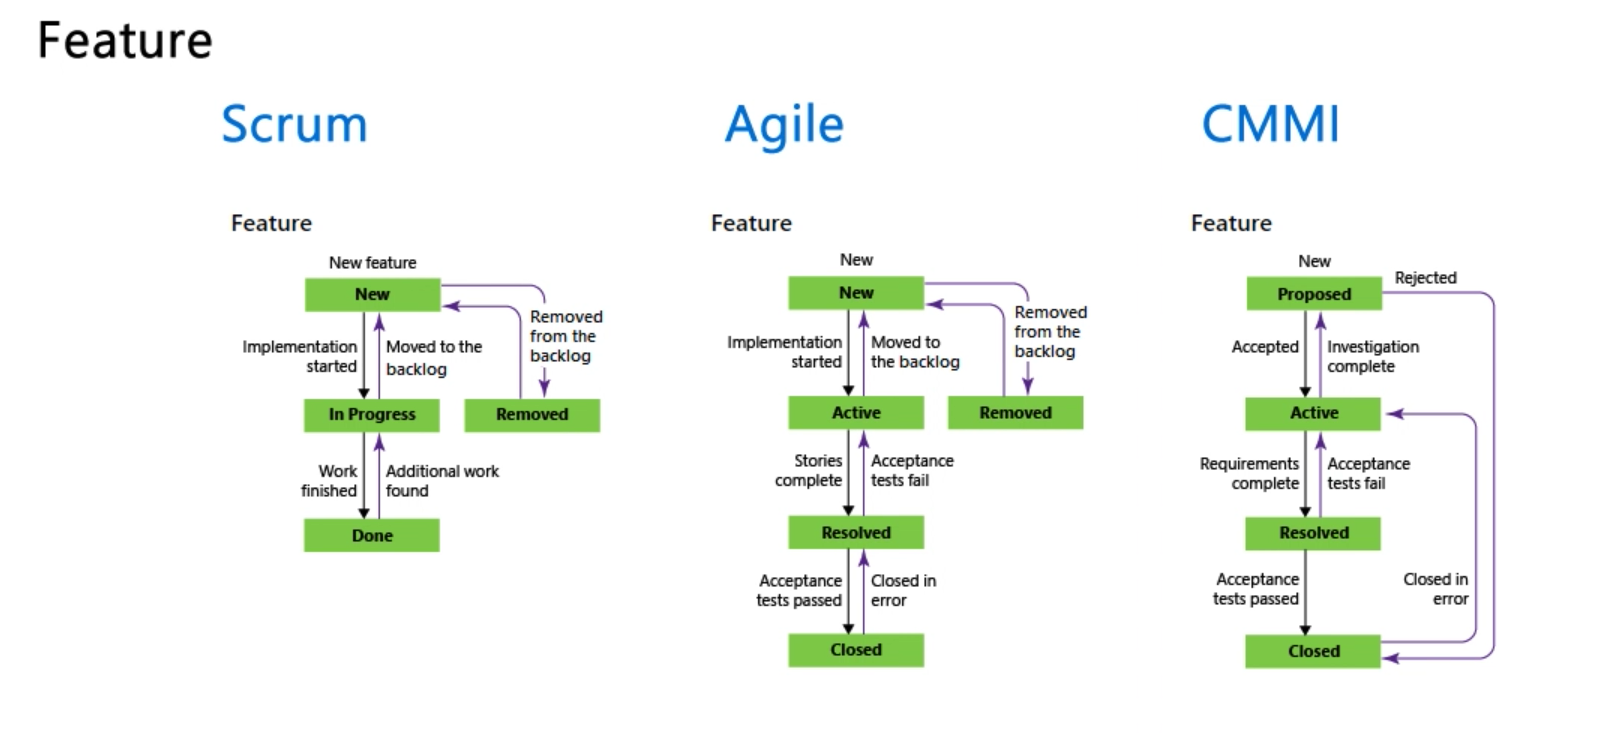 Feature
Scrum
Agile
CMMI
Feature
New feature
New
Removed
from the
backlog
Implementation
started
Moved to the
backlog
In Progress
Removed
Work
finished
Additional work
found
Done
Feature
New
New
Removed
from the
backlog
Implementation
started
Moved to
the backlog
Active
Removed
Stories
complete
Acceptance
tests fail
Resolved
Acceptance
tests passed
Closed in
error
Closed
Feature
New
Rejected
Proposed
Accepted
Investigation
complete
Active
Requirements
complete
Acceptance
tests fail
Resolved
Acceptance
tests passed
Closed in
error
Closed